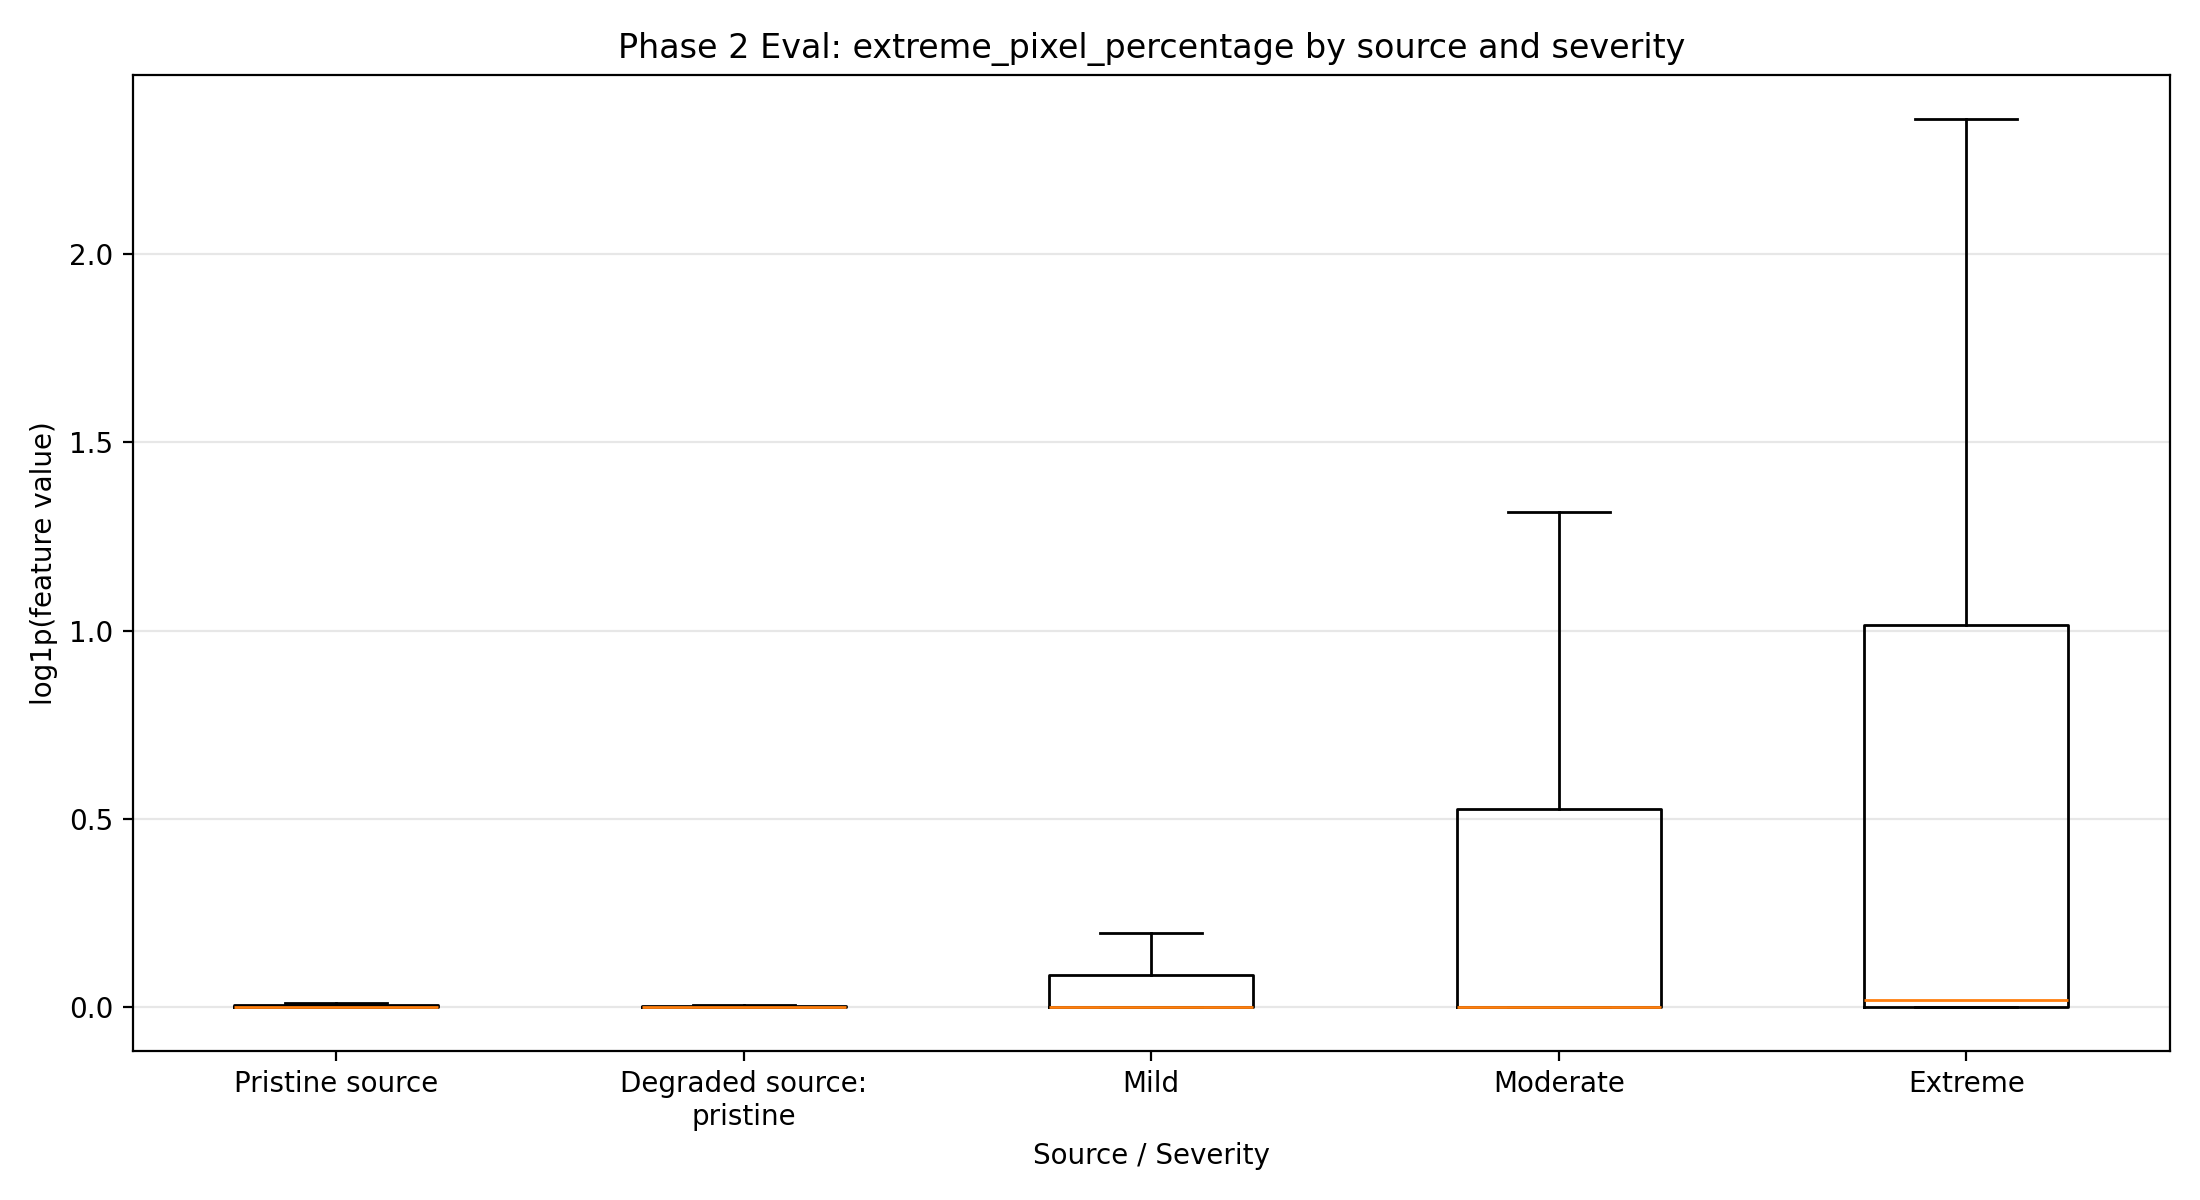 Phase 2 Eval: extreme_pixel_percentage by source and severity
log1p(feature value)
2.0
1.5
1.0
0.5
0.0
Pristine source
Degraded source:
pristine
Mild
Moderate
Extreme
Source / Severity